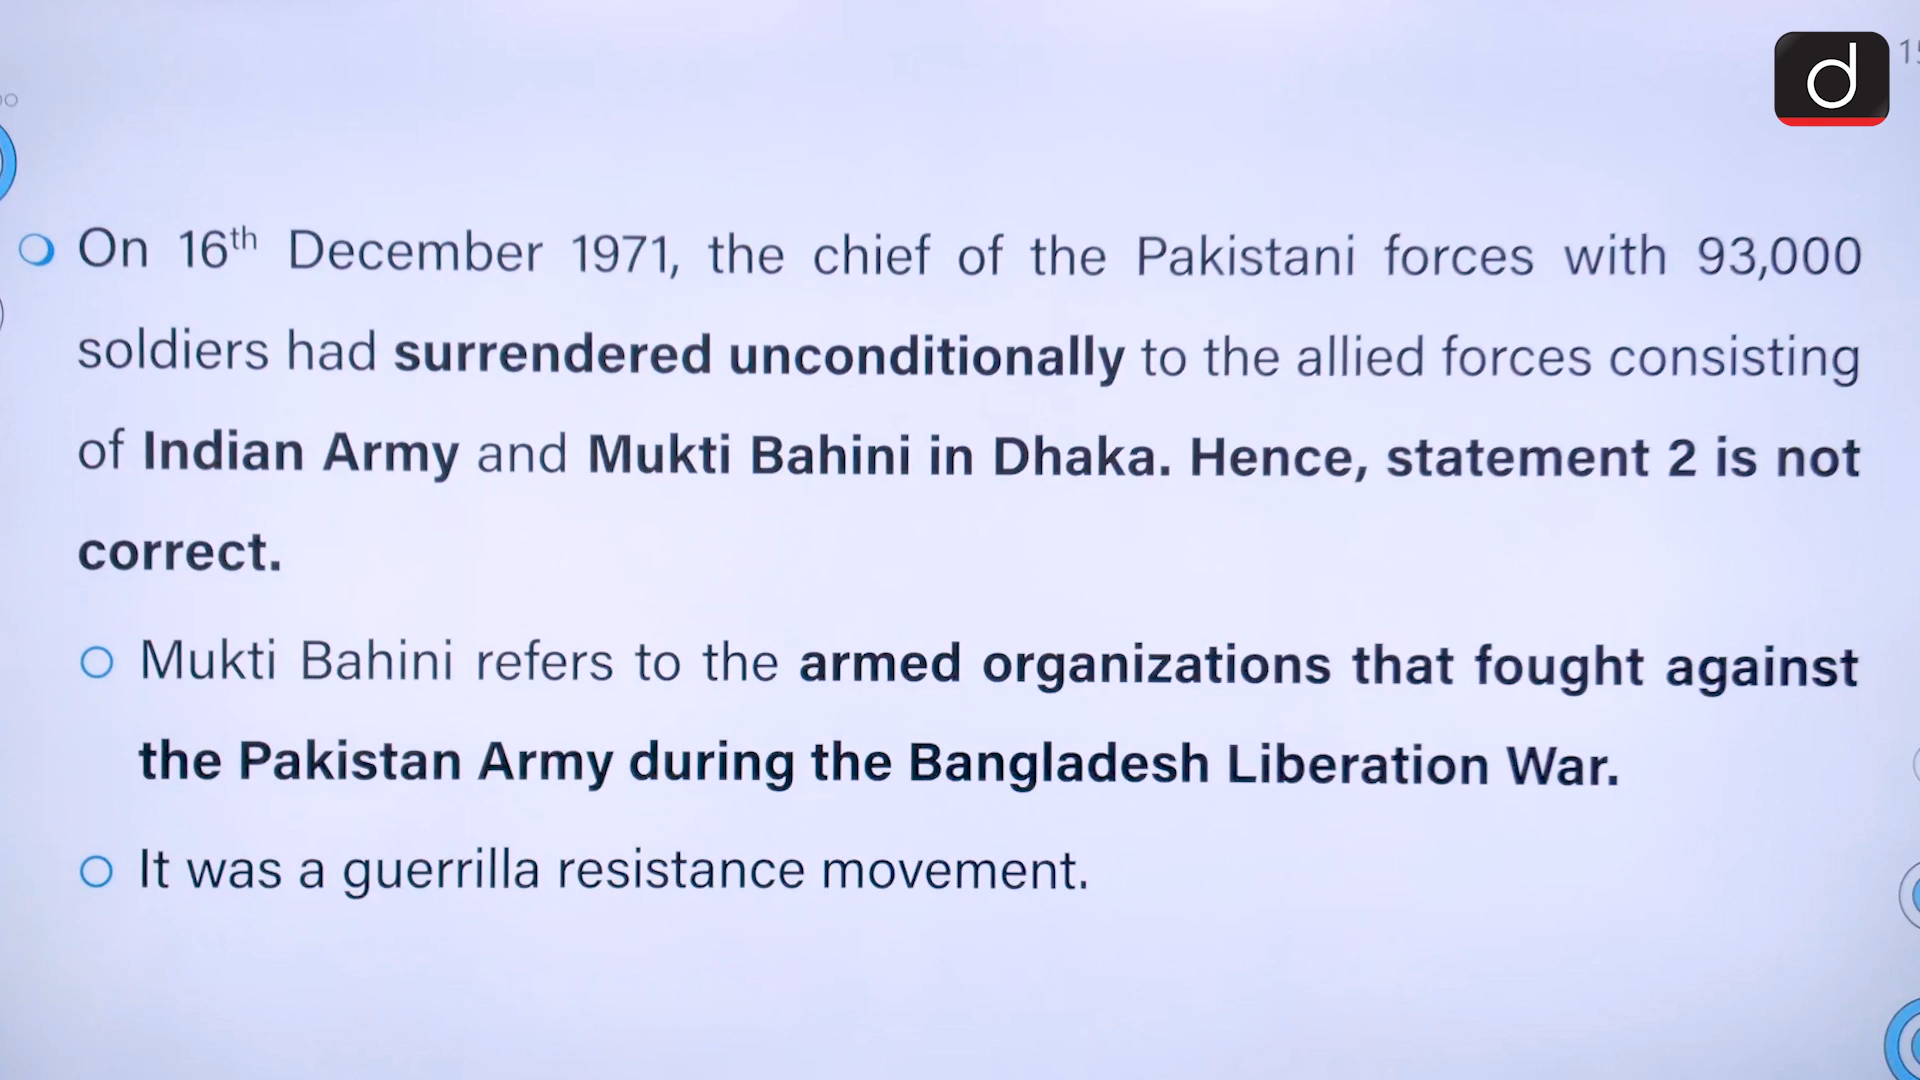 d
On 16th December 1971, the chief of the Pakistani forces with 93,000
soldiers had surrendered unconditionally to the allied forces consisting
of Indian Army and Mukti Bahini in Dhaka. Hence, statement 2 is not
correct.
Mukti Bahini refers to the armed organizations that fought against
the Pakistan Army during the Bangladesh Liberation War.
It was a guerrilla resistance movement.